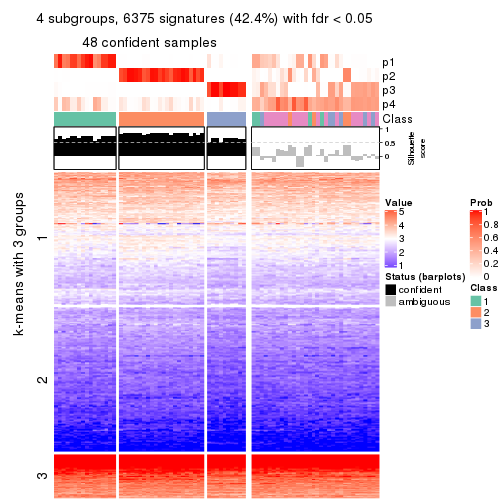 4 subgroups, 6375 signatures (42.4%) with fdr < 0.05
48 confident samples
p1
p2
p3
p4
Class
1
0.5
0
Silhouette
score
k-means with 3 groups
1
2
3
Value
5
4
3
2
1
Status (barplots)
confident
ambiguous
Prob
1
0.8
0.6
0.4
0.2
0
Class
1
2
3